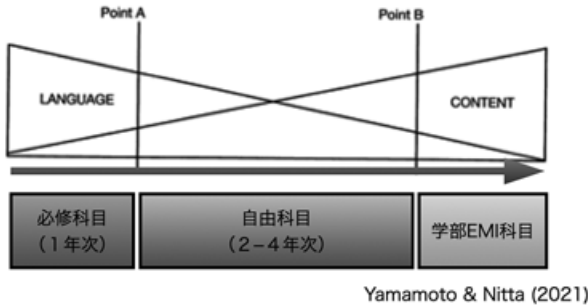 Point A
Point B
LANGUAGE
CONTENT
必修科目
(1年次)
自由科目
(2−4年次)
学部EMI科目
Yamamoto & Nitta (2021)